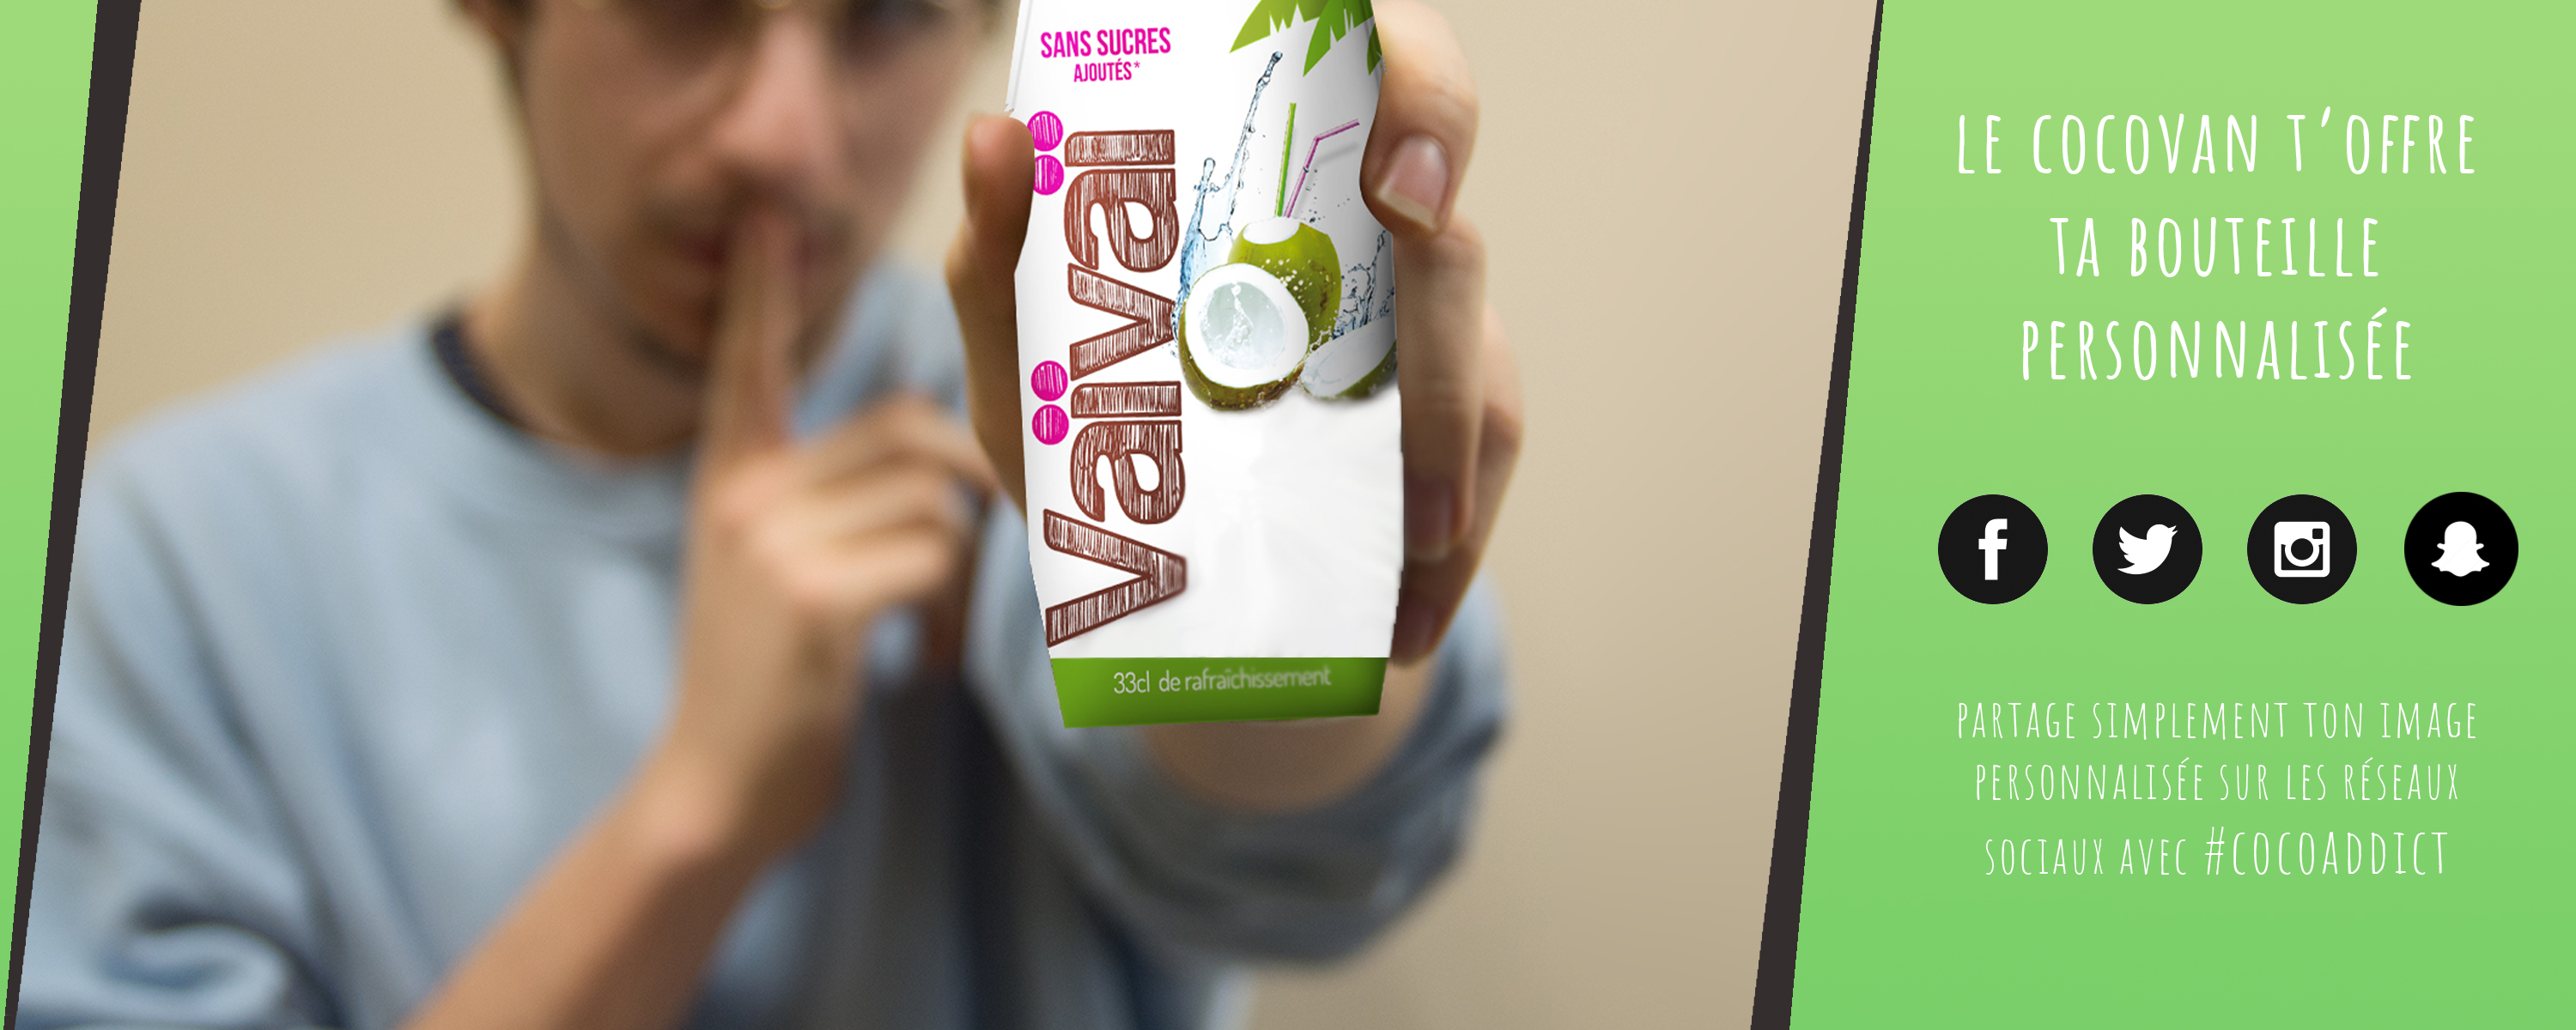 SANS SUCRES
AJOUTÉS*
Vaïvaï
33cl de rafraîchissement
LE COCOVAN T'OFFRE
TA BOUTEILLE
PERSONNALISÉE
PARTAGE SIMPLEMENT TON IMAGE
PERSONNALISÉE SUR LES RÉSEAUX
SOCIAUX AVEC #COCOADDICT